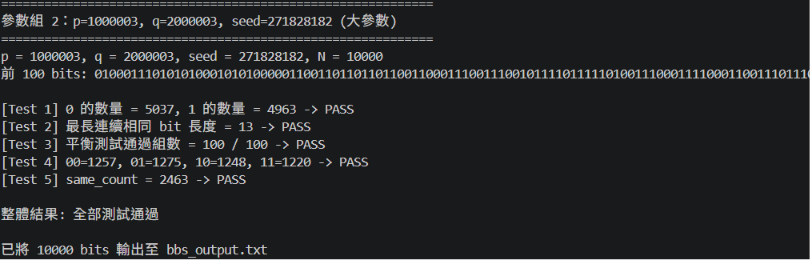 ============================================================
參數組 2：p=1000003, q=2000003, seed=271828182 (大參數)
============================================================
p = 1000003, q = 2000003, seed = 271828182, N = 10000
前 100 bits: 0100011101010100010101000001100110110110110011000111001110010111101111101001110001111000110011101110

[Test 1] 0 的數量 = 5037, 1 的數量 = 4963 -> PASS
[Test 2] 最長連續相同 bit 長度 = 13 -> PASS
[Test 3] 平衡測試通過組數 = 100 / 100 -> PASS
[Test 4] 00=1257, 01=1275, 10=1248, 11=1220 -> PASS
[Test 5] same_count = 2463 -> PASS

整體結果: 全部測試通過

已將 10000 bits 輸出至 bbs_output.txt